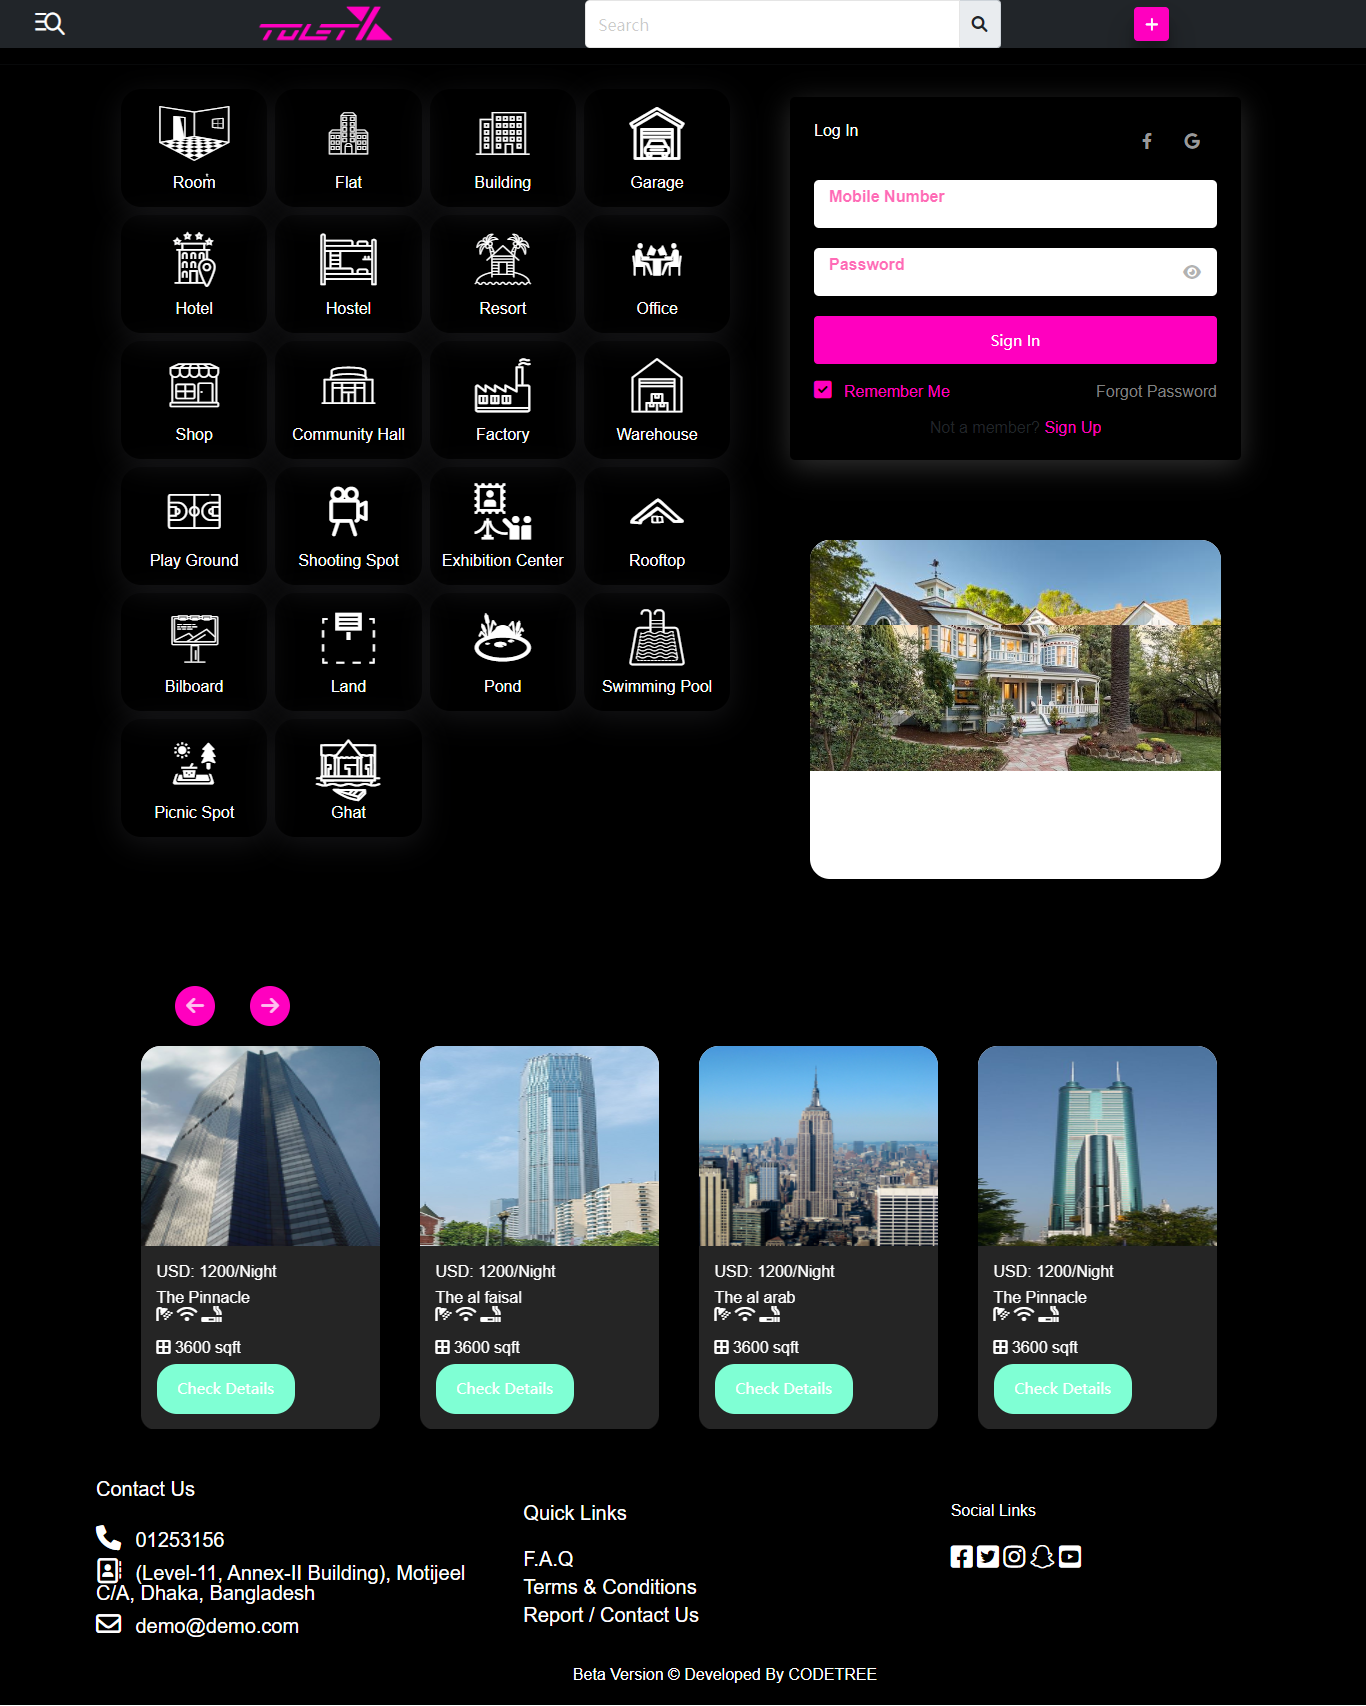 TOLETX
Search
Room
Flat
Building
Garage
Hotel
Hostel
Resort
Office
Shop
Community Hall
Factory
Warehouse
Play Ground
Shooting Spot
Exhibition Center
Rooftop
Bilboard
Land
Pond
Swimming Pool
Picnic Spot
Ghat
Log In
Mobile Number
Password
Sign In
Remember Me
Forgot Password
Not a member? Sign Up
USD: 1200/Night
The Pinnacle
3600 sqft
Check Details
USD: 1200/Night
The al faisal
3600 sqft
Check Details
USD: 1200/Night
The al arab
3600 sqft
Check Details
USD: 1200/Night
The Pinnacle
3600 sqft
Check Details
Contact Us
01253156
(Level-11, Annex-II Building), Motijeel
C/A, Dhaka, Bangladesh
demo@demo.com
Quick Links
F.A.Q
Terms & Conditions
Report / Contact Us
Social Links
Beta Version © Developed By CODETREE